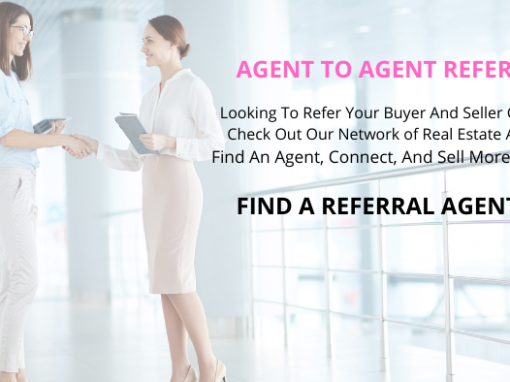 AGENT TO AGENT REFER
Looking To Refer Your Buyer And Seller
Check Out Our Network of Real Estate A
Find An Agent, Connect, And Sell More
FIND A REFERRAL AGENT